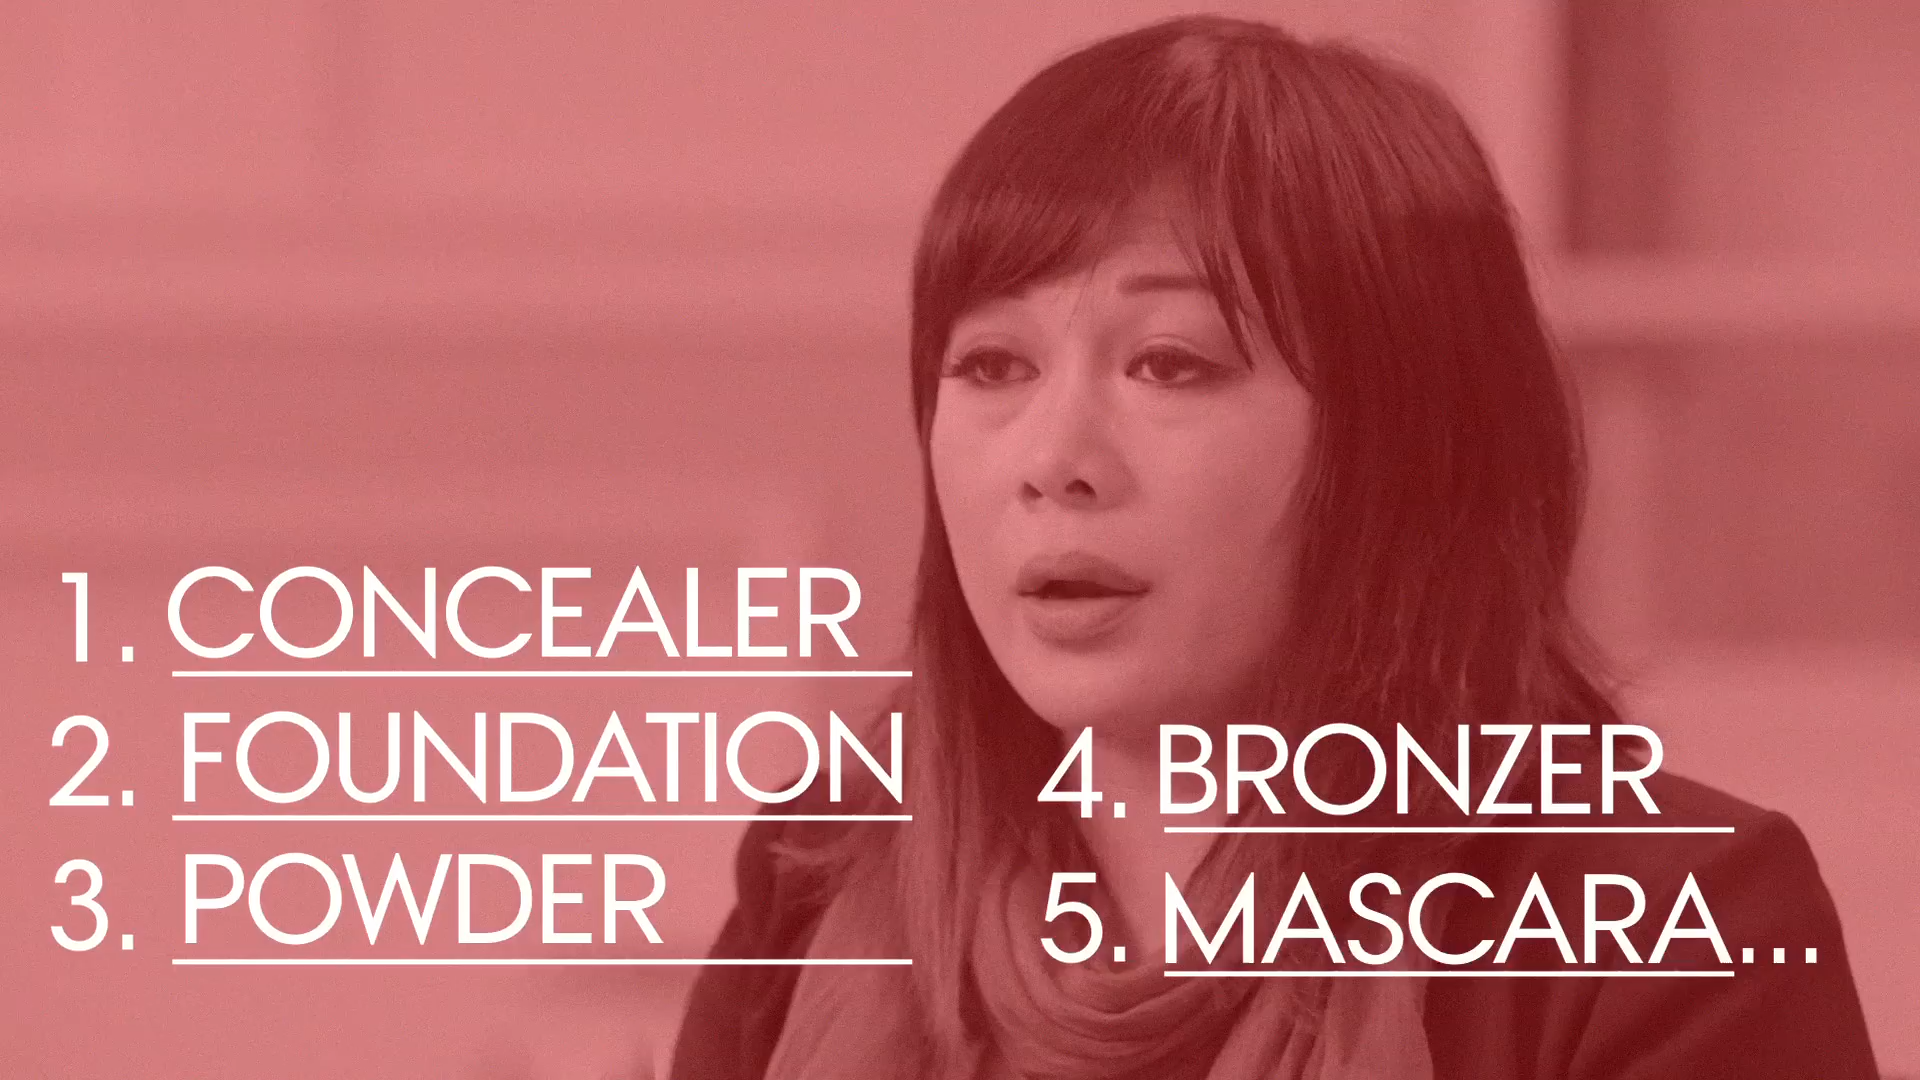 1. CONCEALER
2. FOUNDATION
3. POWDER
4. BRONZER
5. MASCARA...